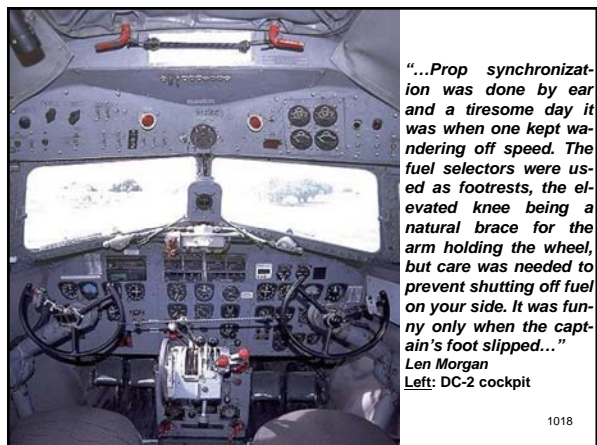 “…Prop synchronizat-
ion was done by ear
and a tiresome day it
was when one kept wa-
ndering off speed. The
fuel selectors were us-
ed as footrests, the el-
evated knee being a
natural brace for the
arm holding the wheel,
but care was needed to
prevent shutting off fuel
on your side. It was fun-
ny only when the capt-
ain’s foot slipped…”
Len Morgan
Left: DC-2 cockpit
1018